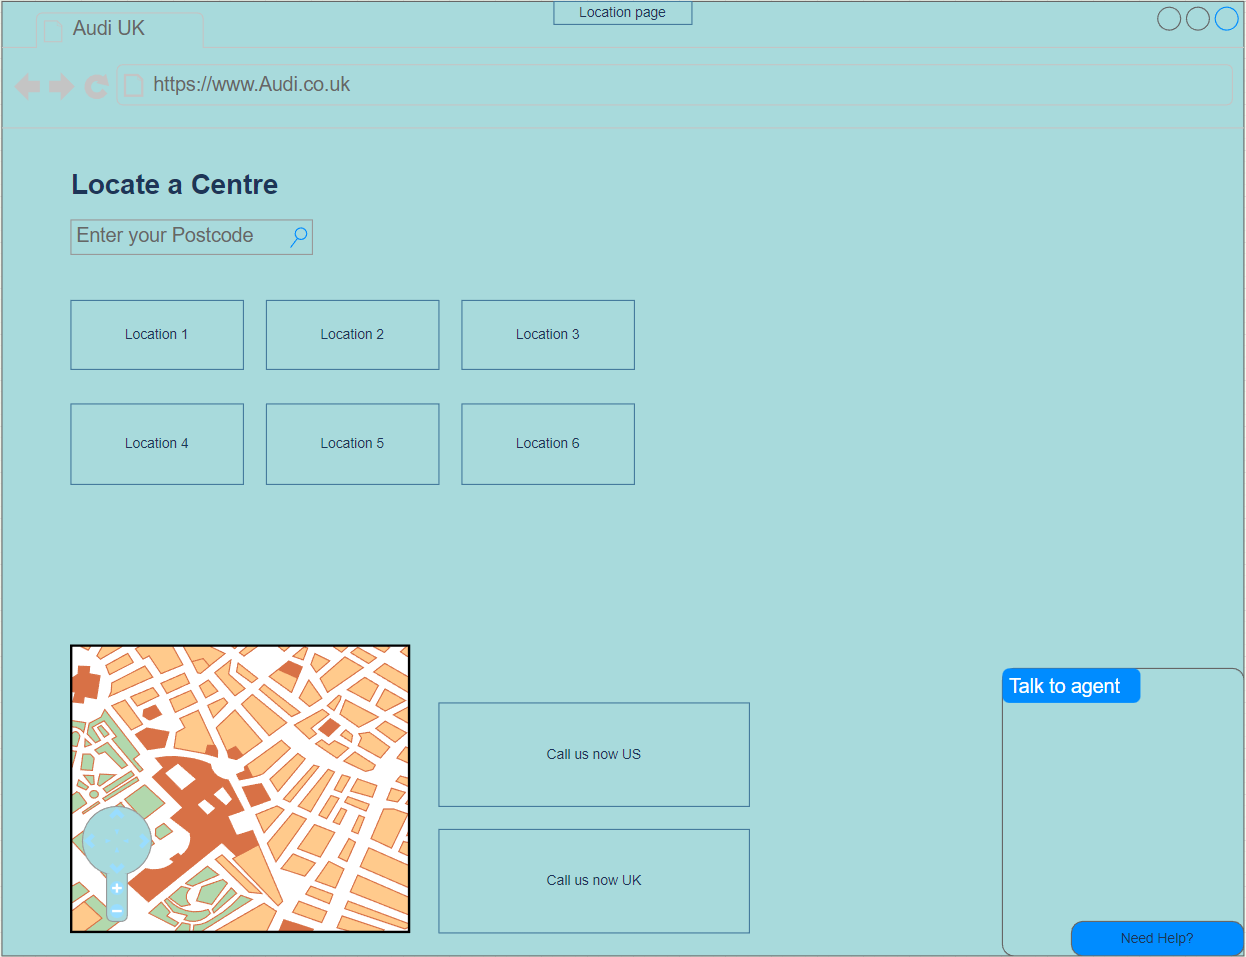 Location page
Audi UK
https://www.Audi.co.uk
Locate a Centre
Enter your Postcode
Location 1
Location 2
Location 3
Location 4
Location 5
Location 6
Call us now US
Call us now UK
Talk to agent
Need Help?